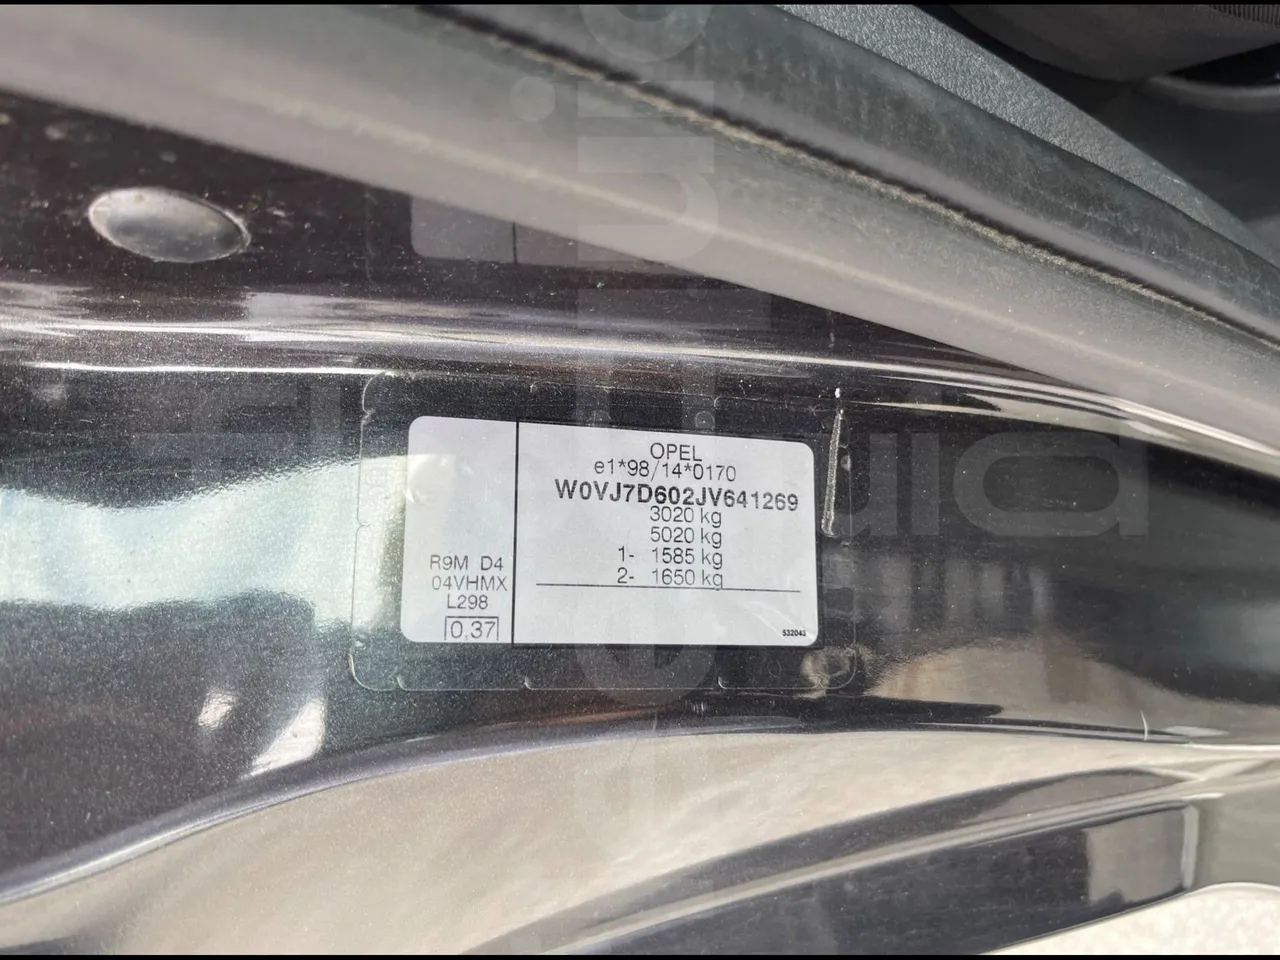 OPEL
e1*98/14*0170
W0VJ7D602JV641269
3020 kg
5020 kg
1- 1585 kg
2- 1650 kg
R9M D4
04VHMX
L298
0,37
532043